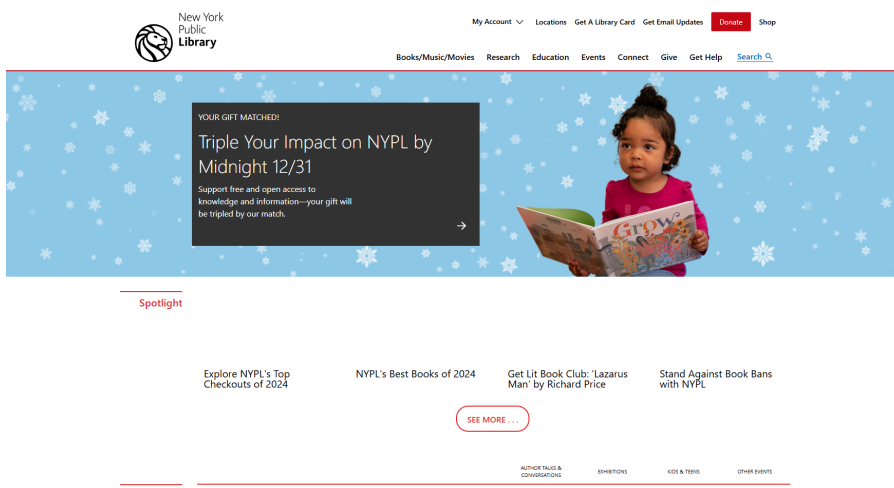 New York
Public
Library
My Account
Locations
Get A Library Card
Get Email Updates
Donate
Shop
Books/Music/Movies
Research
Education
Events
Connect
Give
Get Help
Search
YOUR GIFT MATCHED!
Triple Your Impact on NYPL by
Midnight 12/31
Support free and open access to
knowledge and information—your gift will
be tripled by our match.
Grow
Spotlight
Explore NYPL's Top
Checkouts of 2024
NYPL's Best Books of 2024
Get Lit Book Club: 'Lazarus
Man' by Richard Price
Stand Against Book Bans
with NYPL
SEE MORE . . .
AUTHOR TALKS &
CONVERSATIONS
EXHIBITIONS
KIDS & TEENS
OTHER EVENTS